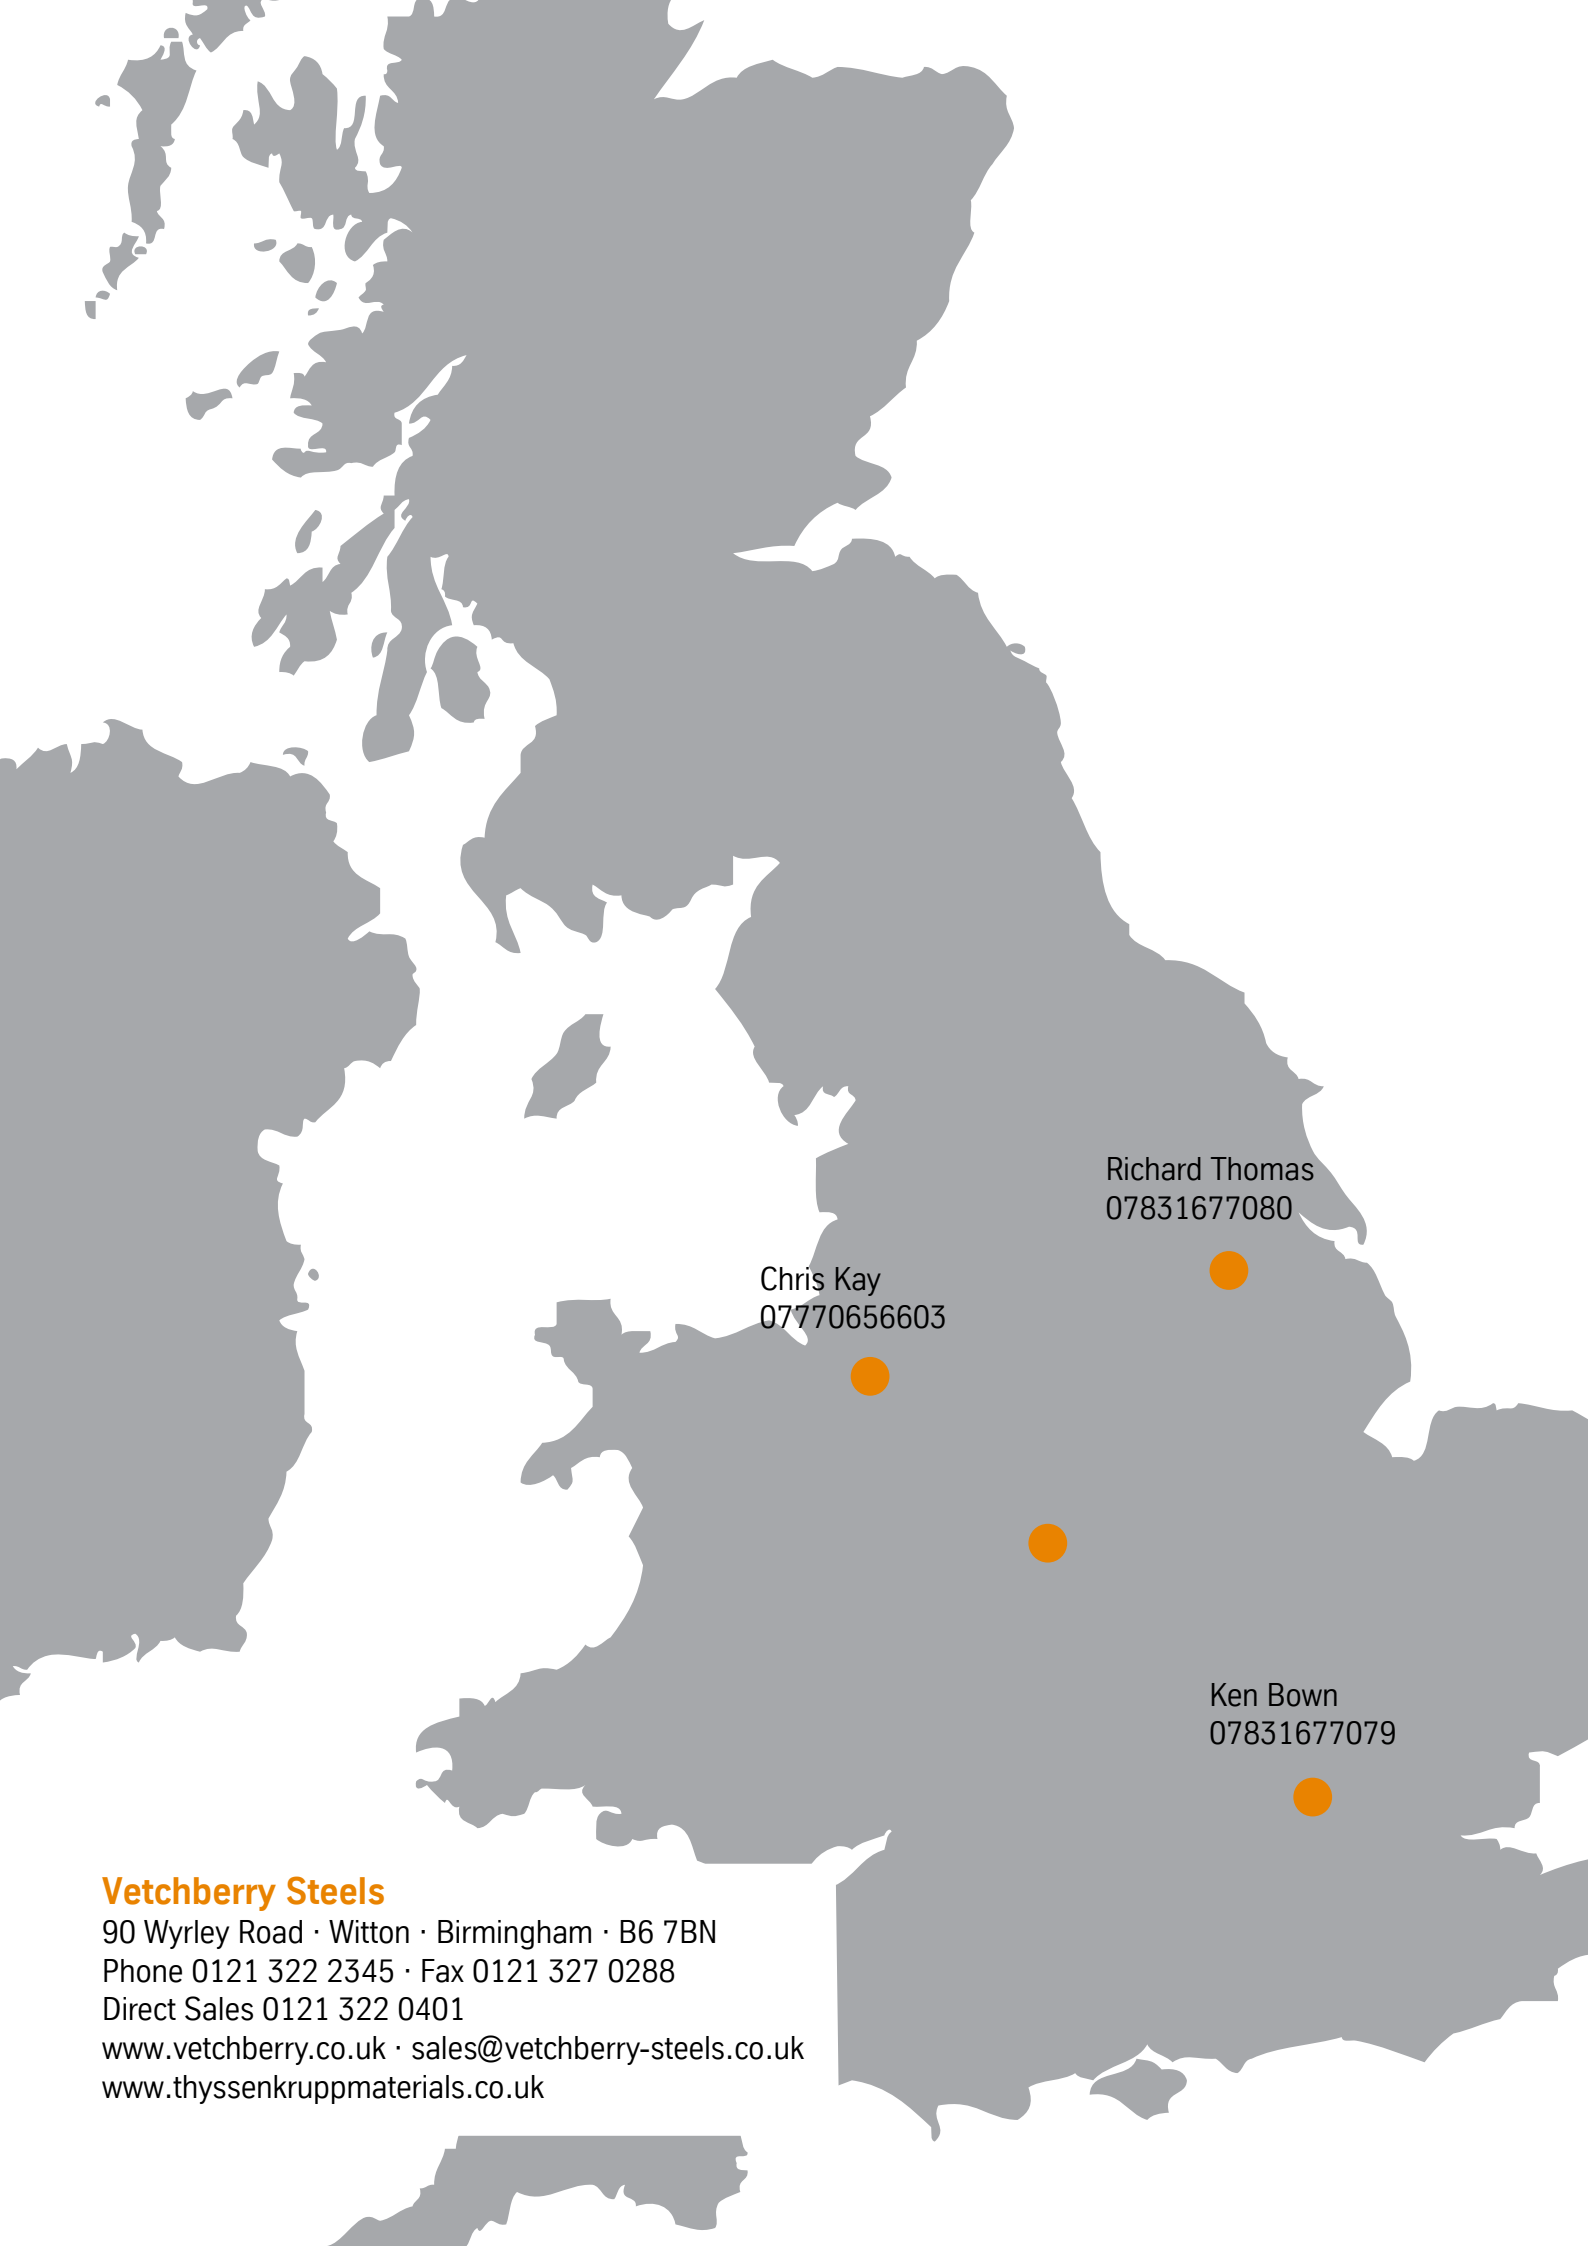 Richard Thomas
07831677080
Chris Kay
07770656603
Ken Bown
07831677079
Vetchberry Steels
90 Wyrley Road · Witton · Birmingham · B6 7BN
Phone 0121 322 2345 · Fax 0121 327 0288
Direct Sales 0121 322 0401
www.vetchberry.co.uk · sales@vetchberry-steels.co.uk
www.thyssenkruppmaterials.co.uk